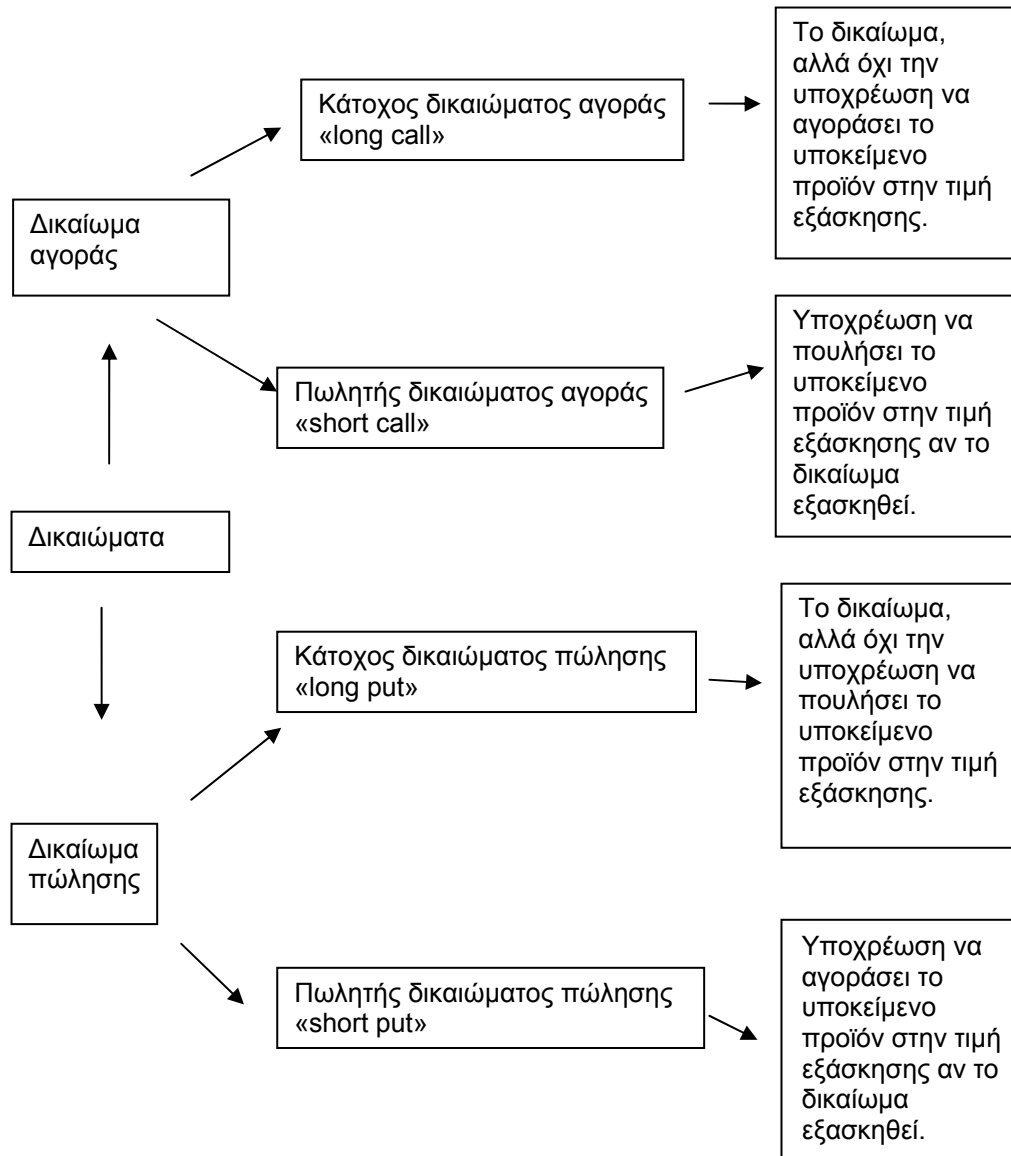 Το δικαίωμα,
αλλά όχι την
υποχρέωση να
αγοράσει το
υποκείμενο
προϊόν στην τιμή
εξάσκησης.
Κάτοχος δικαιώματος αγοράς
«long call»
Δικαίωμα
αγοράς
Υποχρέωση να
πουλήσει το
υποκείμενο
προϊόν στην τιμή
εξάσκησης αν το
δικαίωμα
εξασκηθεί.
Πωλητής δικαιώματος αγοράς
«short call»
Δικαιώματα
Το δικαίωμα,
αλλά όχι την
υποχρέωση να
πουλήσει το
υποκείμενο
προϊόν στην τιμή
εξάσκησης.
Κάτοχος δικαιώματος πώλησης
«long put»
Δικαίωμα
πώλησης
Υποχρέωση να
αγοράσει το
υποκείμενο
προϊόν στην τιμή
εξάσκησης αν το
δικαίωμα
εξασκηθεί.
Πωλητής δικαιώματος πώλησης
«short put»